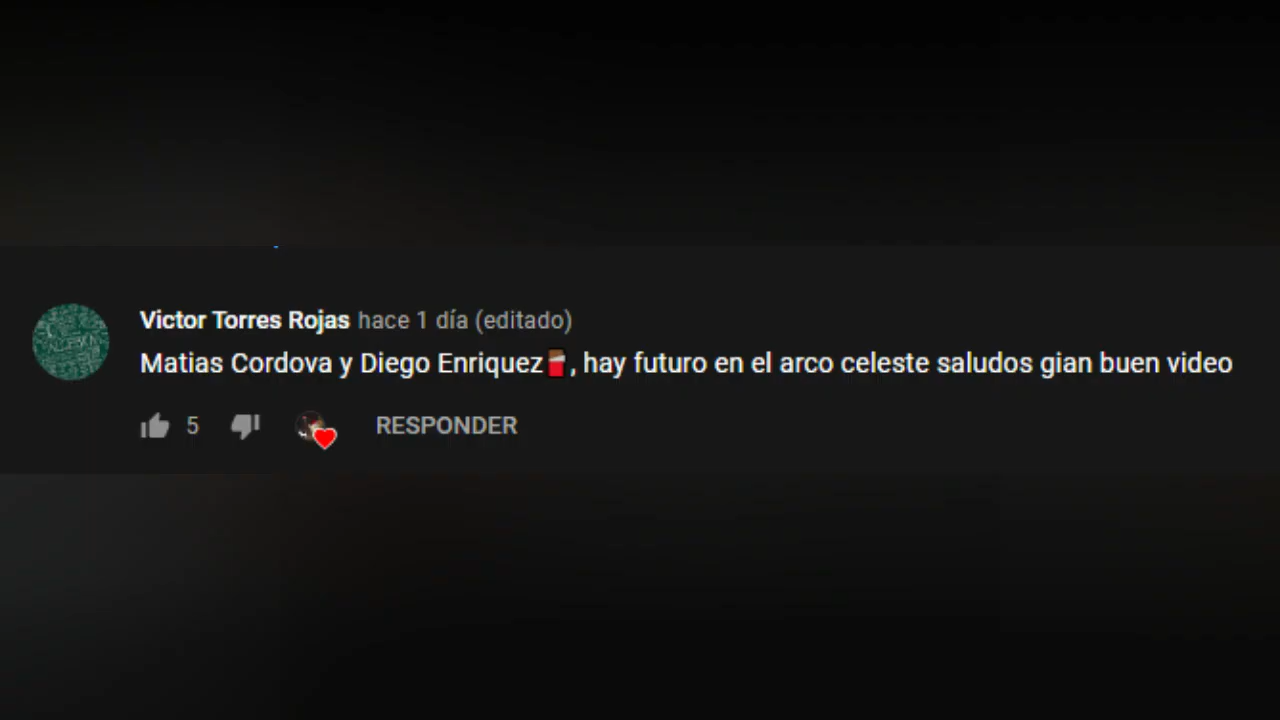 Victor Torres Rojas hace 1 día (editado)
Matias Cordova y Diego Enriquez🍫, hay futuro en el arco celeste saludos gian buen video
5 RESPONDER